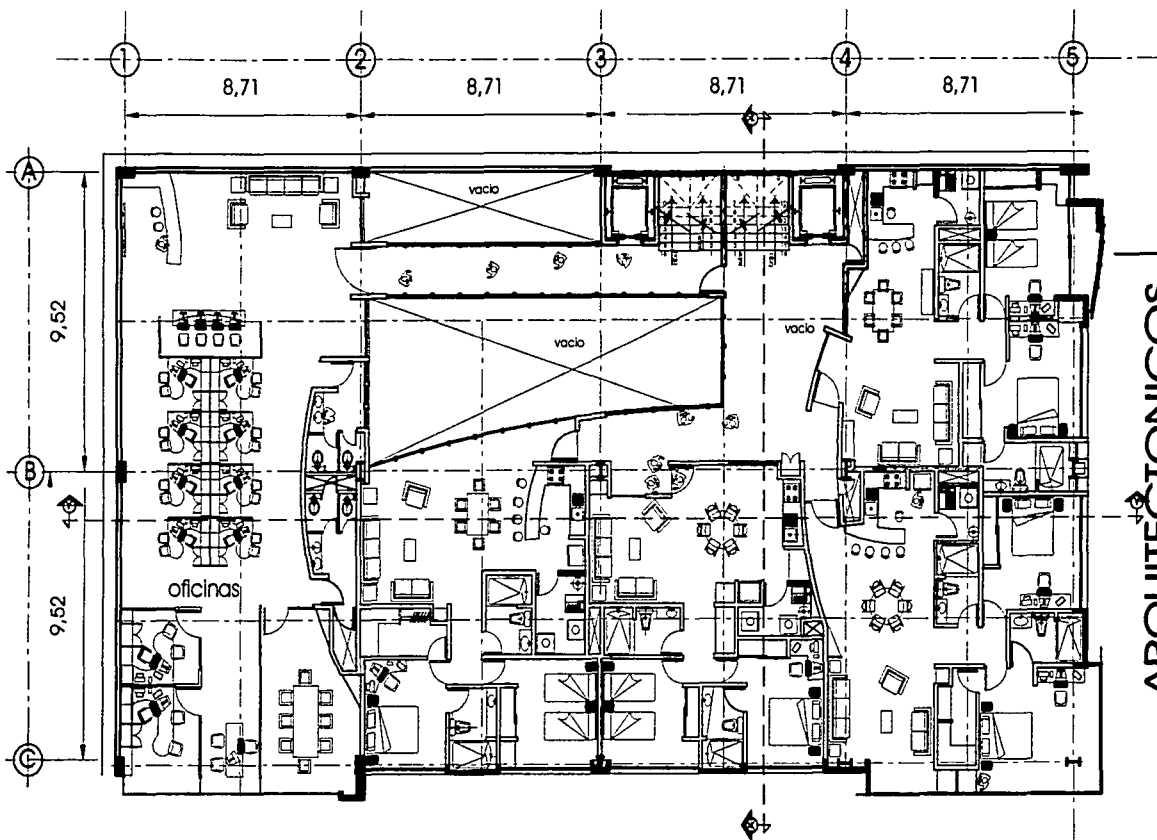 1 2 3 4 5
8,71 8,71 8,71 8,71
A
vacio
9,52
vacio
vacio
B
9,52
oficinas
C
ARQUITECTONICOS